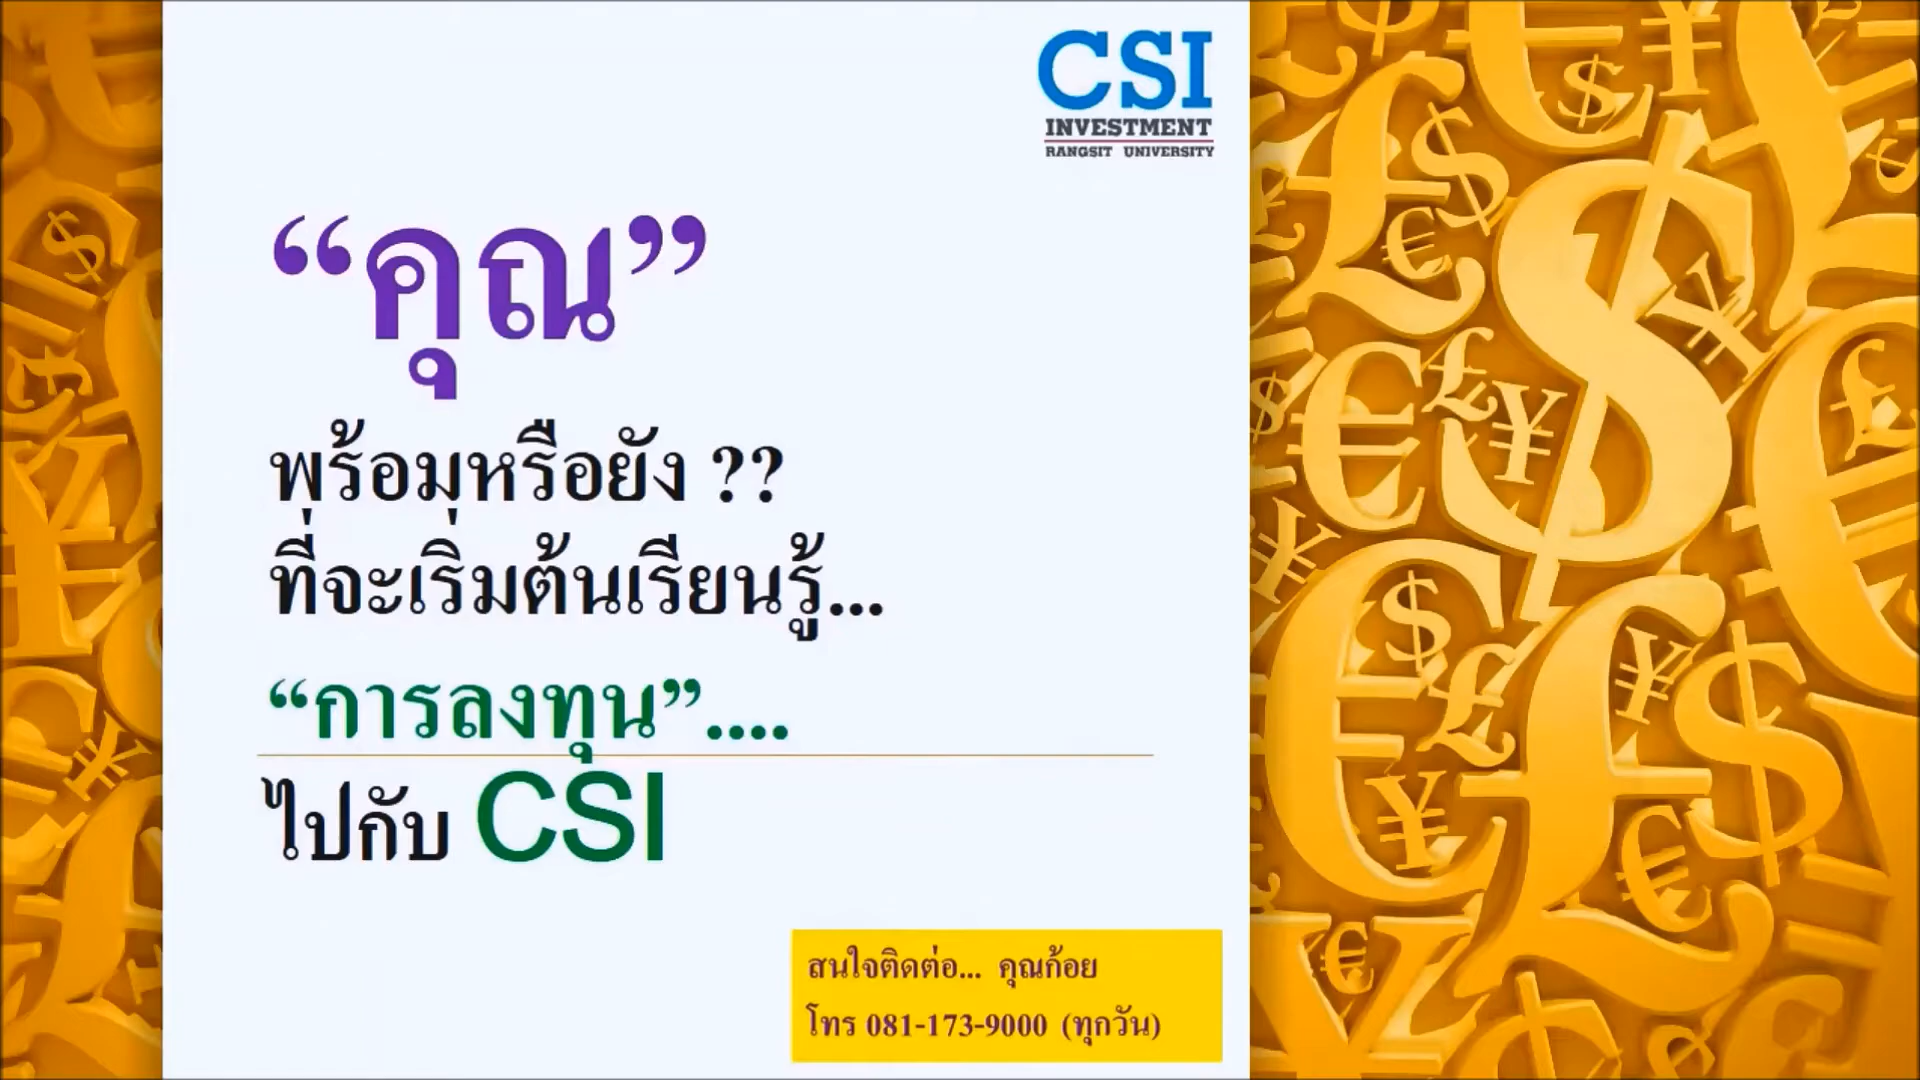 CSI
INVESTMENT
RANGSIT UNIVERSITY
“คุณ”
พร้อมหรือยัง ??
ที่จะเริ่มต้นเรียนรู้...
“การลงทุน”....
ไปกับ CSI
สนใจติดต่อ... คุณก้อย
โทร 081-173-9000 (ทุกวัน)